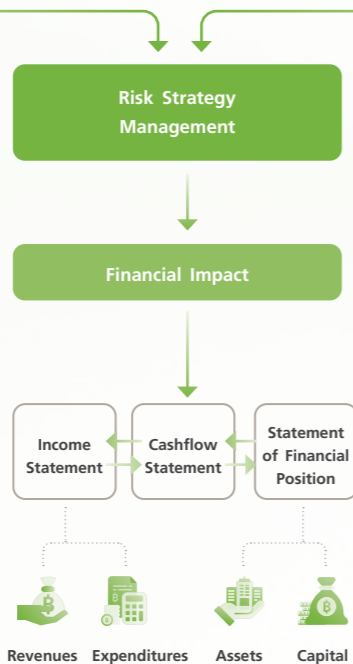 Risk Strategy
Management
Financial Impact
Income
Statement
Cashflow
Statement
Statement
of Financial
Position
Revenues
Expenditures
Assets
Capital